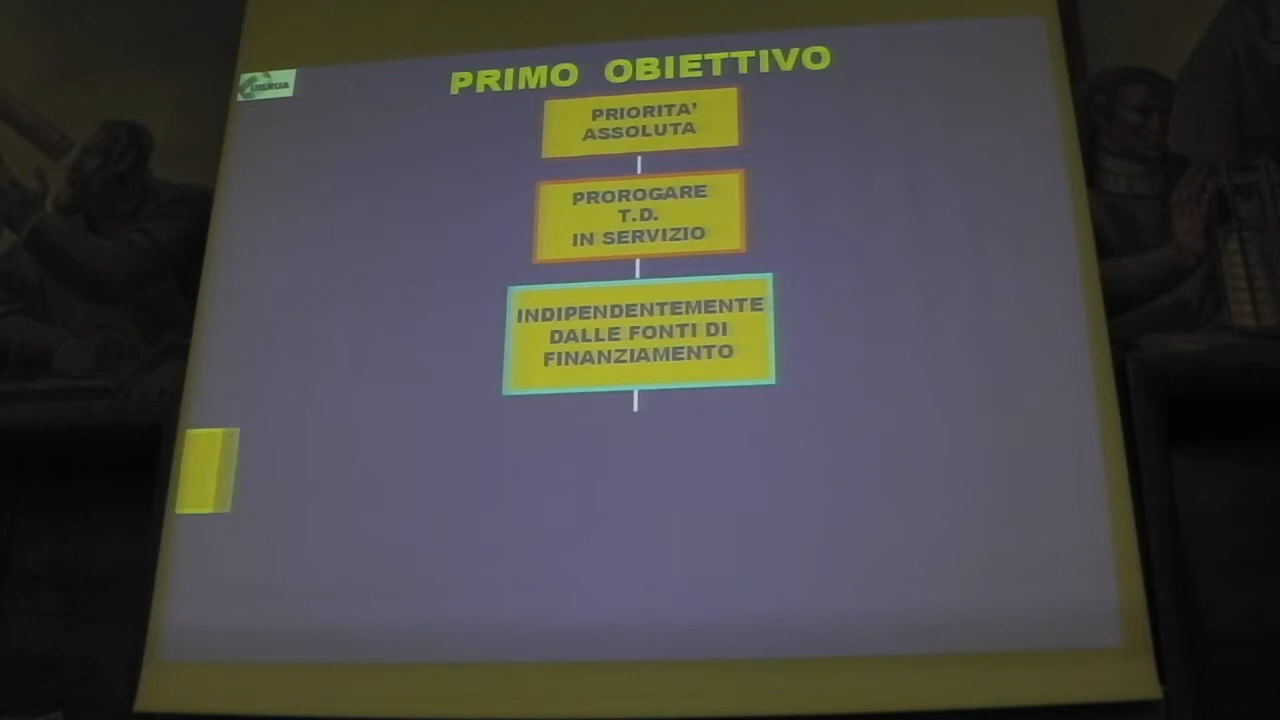 PRIMO OBIETTIVO
PRIORITA'
ASSOLUTA
PROROGARE
T.D.
IN SERVIZIO
INDIPENDENTEMENTE
DALLE FONTI DI
FINANZIAMENTO